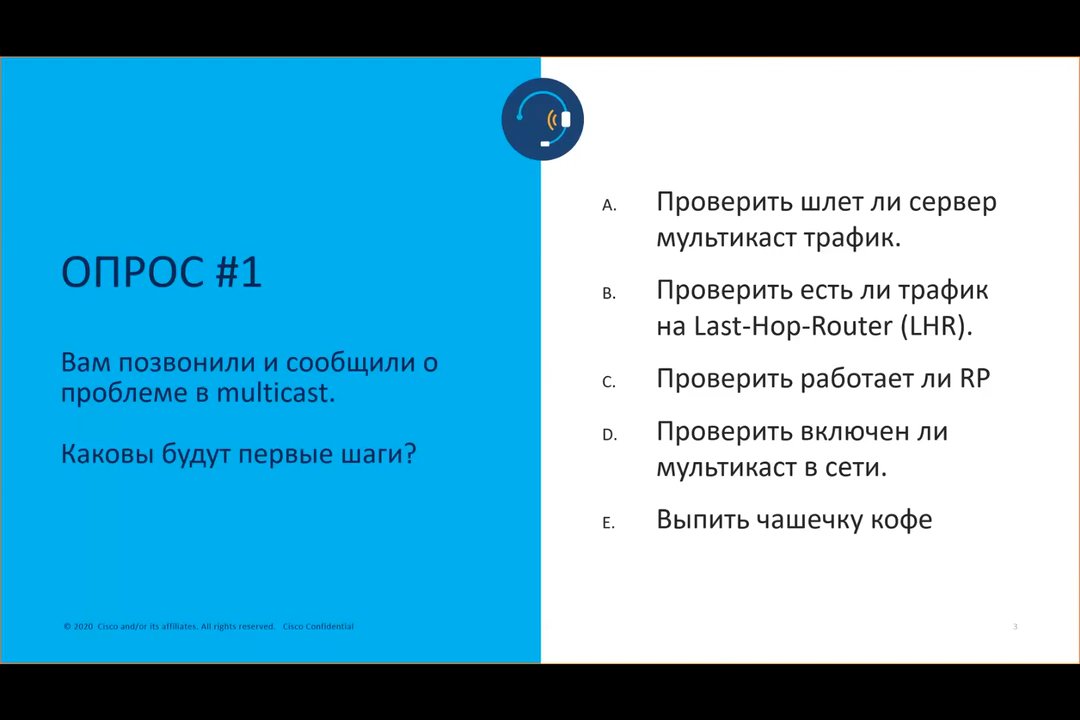 ОПРОС #1
Вам позвонили и сообщили о
проблеме в multicast.
Каковы будут первые шаги?
A. Проверить шлет ли сервер
мультикаст трафик.
B. Проверить есть ли трафик
на Last-Hop-Router (LHR).
C. Проверить работает ли RP
D. Проверить включен ли
мультикаст в сети.
E. Выпить чашечку кофе
© 2020 Cisco and/or its affiliates. All rights reserved. Cisco Confidential
3